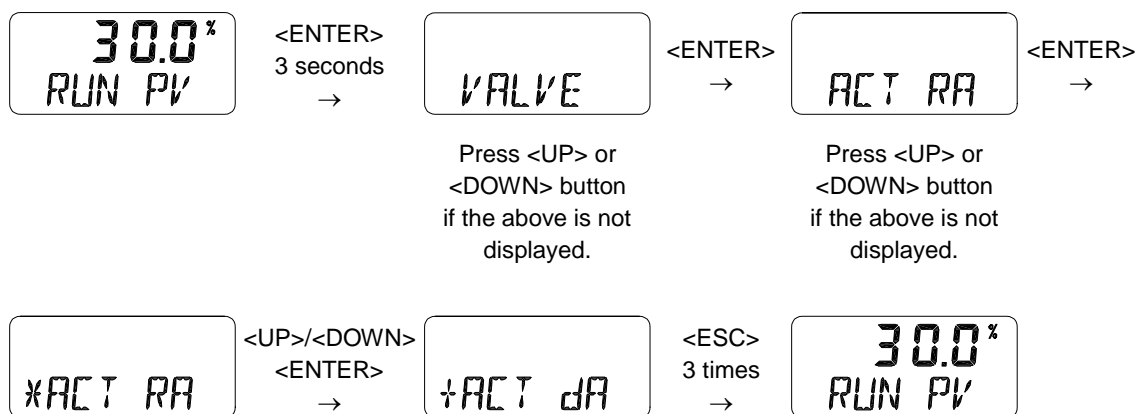 30.0%
RUN PV
<ENTER>
3 seconds
→
VALVE
<ENTER>
→
ACT RA
<ENTER>
→
Press <UP> or
<DOWN> button
if the above is not
displayed.
Press <UP> or
<DOWN> button
if the above is not
displayed.
*ACT RA
<UP>/<DOWN>
<ENTER>
→
+ACT dA
<ESC>
3 times
→
30.0%
RUN PV